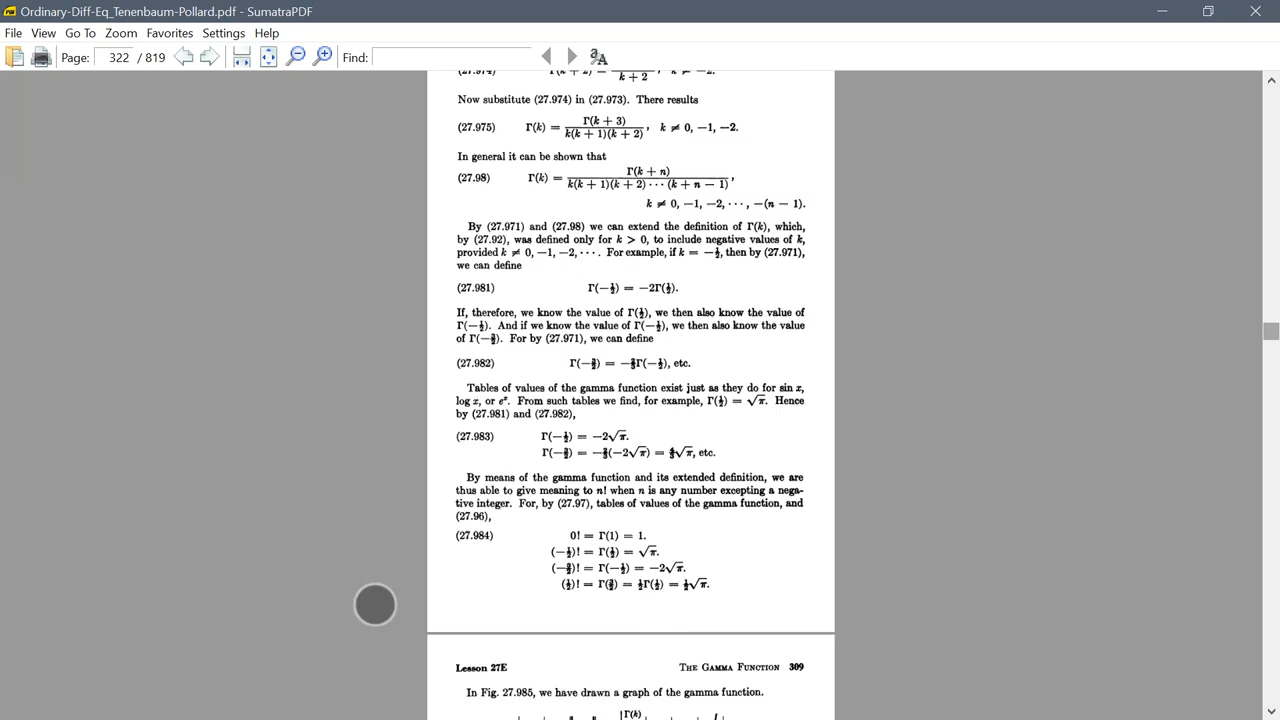 Ordinary-Diff-Eq_Tenenbaum-Pollard.pdf - SumatraPDF
File View Go To Zoom Favorites Settings Help
Page: 322 / 819 Find:
k + 2
Now substitute (27.974) in (27.973). There results
(27.975) Γ(k) = Γ(k + 3) / k(k + 1)(k + 2), k ≠ 0, −1, −2.
In general it can be shown that
(27.98) Γ(k) = Γ(k + n) / k(k + 1)(k + 2) · · · (k + n − 1),
k ≠ 0, −1, −2, · · ·, −(n − 1).
By (27.971) and (27.98) we can extend the definition of Γ(k), which,
by (27.92), was defined only for k > 0, to include negative values of k,
provided k ≠ 0, −1, −2, · · · . For example, if k = −½, then by (27.971),
we can define
(27.981) Γ(−½) = −2Γ(½).
If, therefore, we know the value of Γ(½), we then also know the value of
Γ(−½). And if we know the value of Γ(−½), we then also know the value
of Γ(−3/2). For by (27.971), we can define
(27.982) Γ(−3/2) = −⅔Γ(−½), etc.
Tables of values of the gamma function exist just as they do for sin x,
log x, or eˣ. From such tables we find, for example, Γ(½) = √π. Hence
by (27.981) and (27.982),
(27.983) Γ(−½) = −2√π.
Γ(−3/2) = −⅔(−2√π) = 4/3√π, etc.
By means of the gamma function and its extended definition, we are
thus able to give meaning to n! when n is any number excepting a nega-
tive integer. For, by (27.97), tables of values of the gamma function, and
(27.96),
(27.984) 0! = Γ(1) = 1.
(−½)! = Γ(½) = √π.
(−3/2)! = Γ(−½) = −2√π.
(½)! = Γ(3/2) = ½Γ(½) = ½√π.
Lesson 27E THE GAMMA FUNCTION 309
In Fig. 27.985, we have drawn a graph of the gamma function.
Γ(k)